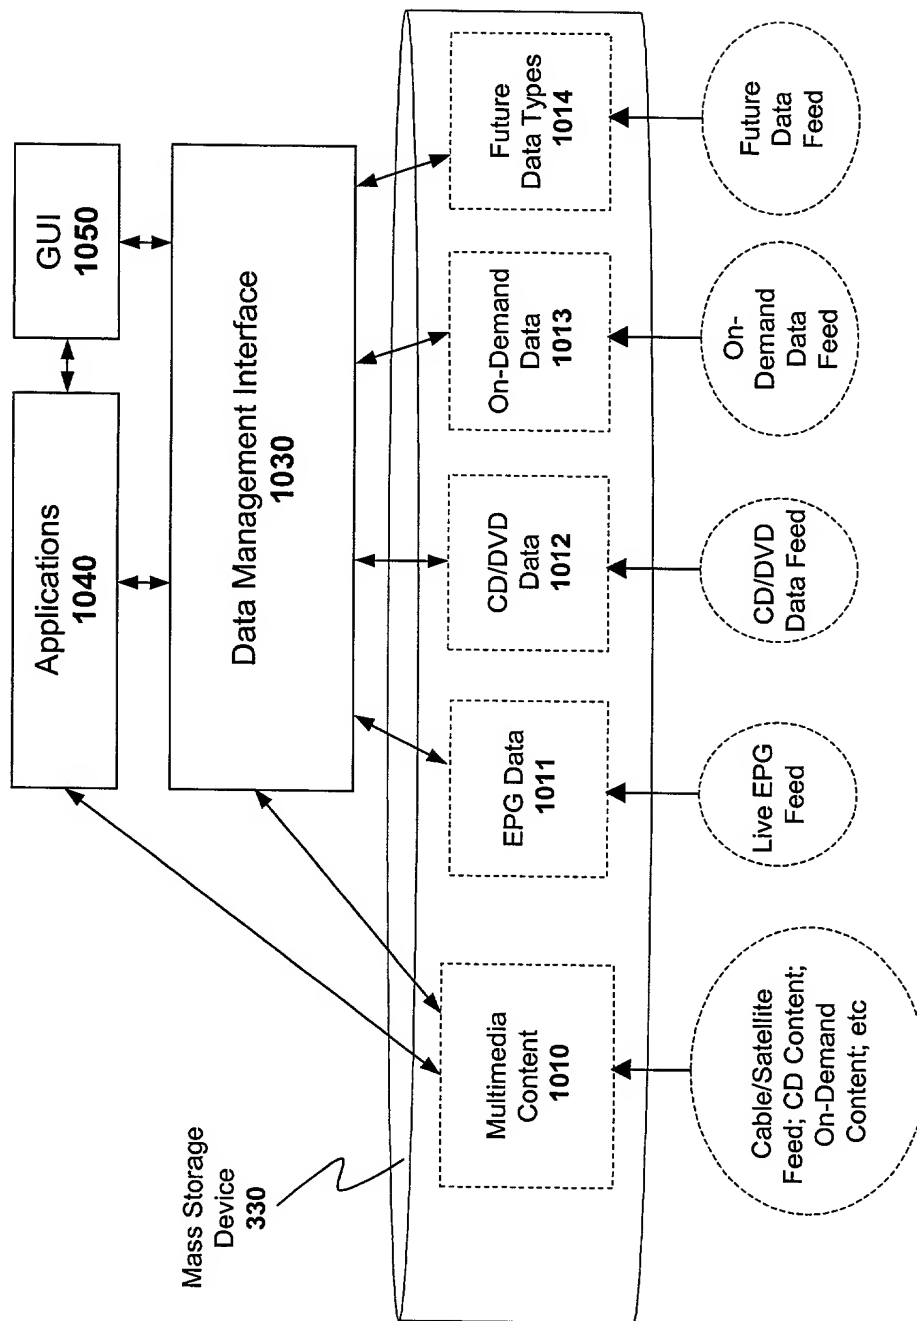 Applications
1040
GUI
1050
Data Management Interface
1030
Mass Storage
Device
330
Multimedia
Content
1010
EPG Data
1011
CD/DVD
Data
1012
On-Demand
Data
1013
Future
Data Types
1014
Cable/Satellite
Feed; CD Content;
On-Demand
Content; etc
Live EPG
Feed
CD/DVD
Data Feed
On-
Demand
Data
Feed
Future
Data
Feed